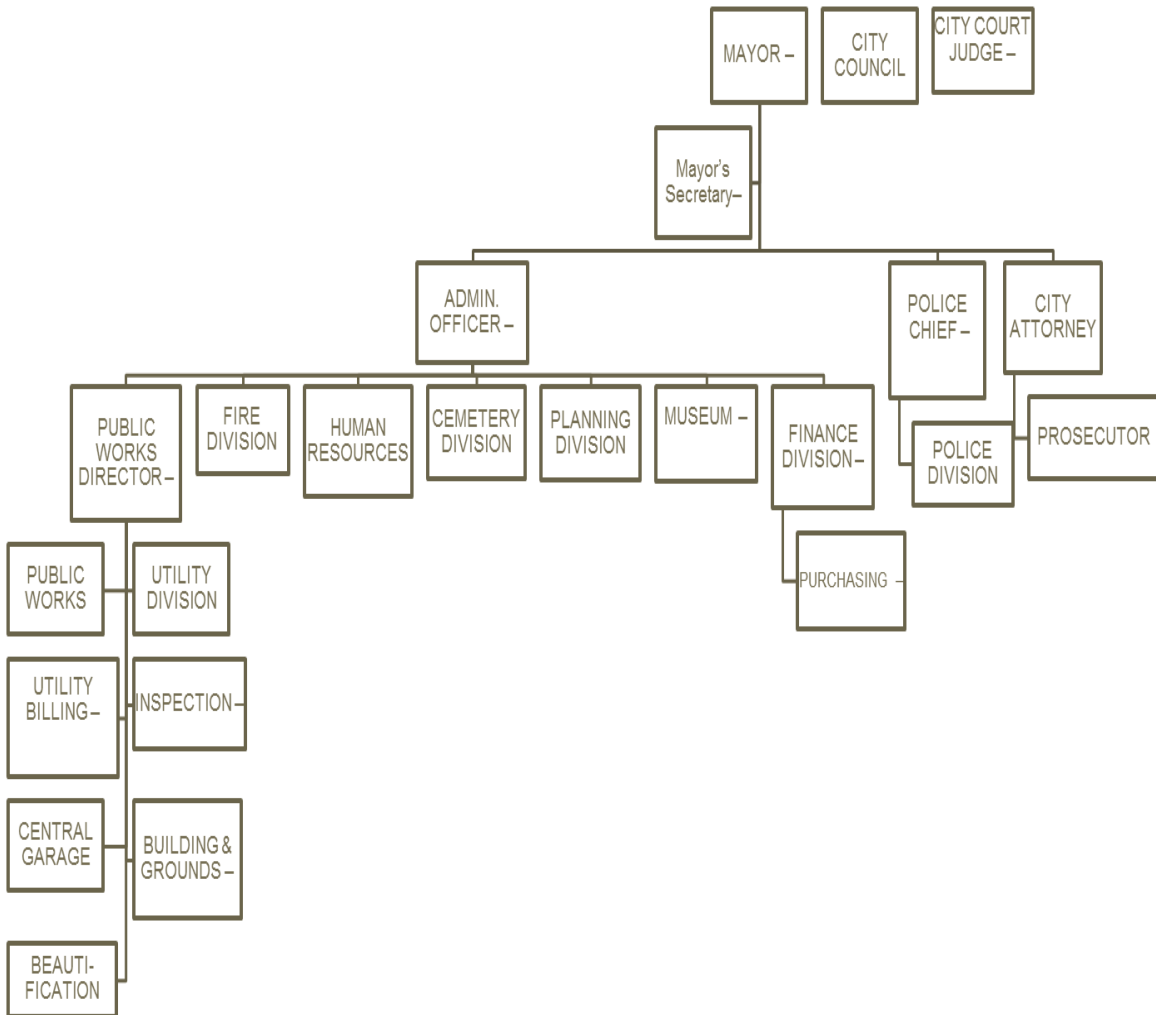 MAYOR –
CITY
COUNCIL
CITY COURT
JUDGE –
Mayor’s
Secretary–
ADMIN.
OFFICER –
POLICE
CHIEF –
CITY
ATTORNEY
PUBLIC
WORKS
DIRECTOR –
FIRE
DIVISION
HUMAN
RESOURCES
CEMETERY
DIVISION
PLANNING
DIVISION
MUSEUM –
FINANCE
DIVISION –
POLICE
DIVISION
PROSECUTOR
PURCHASING –
PUBLIC
WORKS
UTILITY
DIVISION
UTILITY
BILLING –
INSPECTION –
CENTRAL
GARAGE
BUILDING &
GROUNDS –
BEAUTI-
FICATION